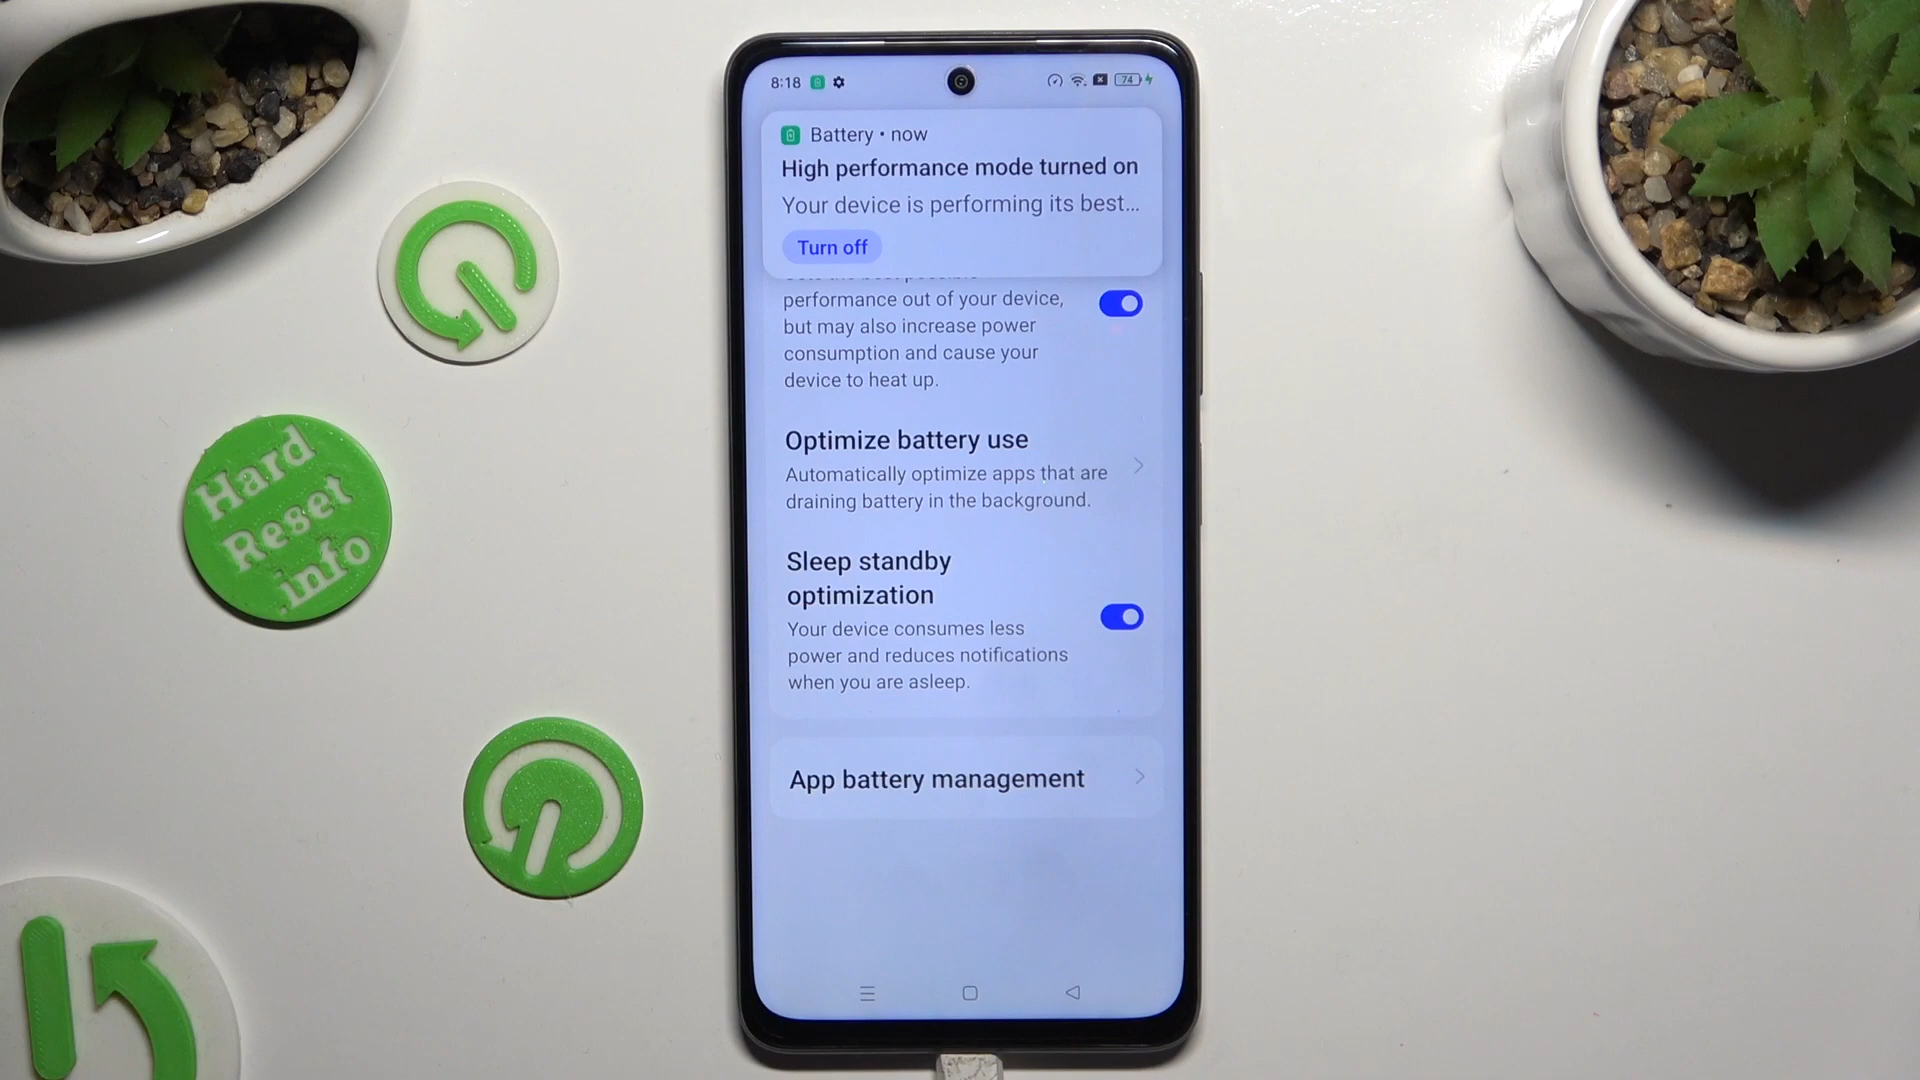 8:18
74
Battery • now
High performance mode turned on
Your device is performing its best...
Turn off
performance out of your device,
but may also increase power
consumption and cause your
device to heat up.
Optimize battery use
Automatically optimize apps that are
draining battery in the background.
Sleep standby
optimization
Your device consumes less
power and reduces notifications
when you are asleep.
App battery management
Hard
Reset
.info